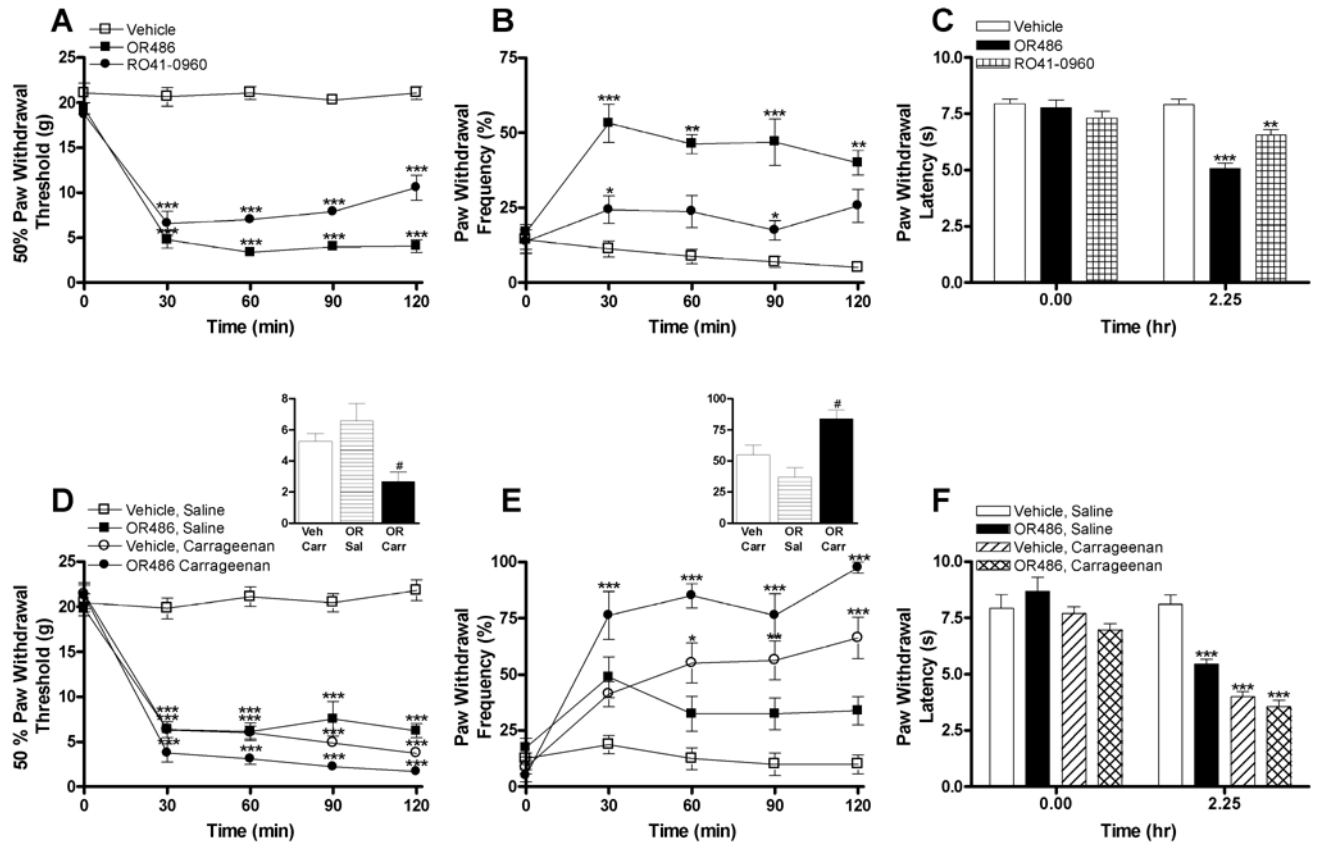 A
Vehicle
OR486
RO41-0960
25
20
15
10
5
0
50% Paw Withdrawal
Threshold (g)
*** *** *** ***
*** *** *** ***
0 30 60 90 120
Time (min)
B
75
50
25
0
Paw Withdrawal
Frequency (%)
*** ** *** **
* *
0 30 60 90 120
Time (min)
C
Vehicle
OR486
RO41-0960
10.0
7.5
5.0
2.5
0.0
Paw Withdrawal
Latency (s)
*** **
0.00 2.25
Time (hr)
8
6
4
2
0
#
Veh OR OR
Carr Sal Carr
100
75
50
25
0
#
Veh OR OR
Carr Sal Carr
D
Vehicle, Saline
OR486, Saline
Vehicle, Carrageenan
OR486 Carrageenan
25
20
15
10
5
0
50 % Paw Withdrawal
Threshold (g)
*** *** *** ***
*** *** *** ***
*** *** *** ***
0 30 60 90 120
Time (min)
E
100
75
50
25
0
Paw Withdrawal
Frequency (%)
*** *** *** ***
* ** ***
0 30 60 90 120
Time (min)
F
Vehicle, Saline
OR486, Saline
Vehicle, Carrageenan
OR486, Carrageenan
10.0
7.5
5.0
2.5
0.0
Paw Withdrawal
Latency (s)
*** *** ***
0.00 2.25
Time (hr)